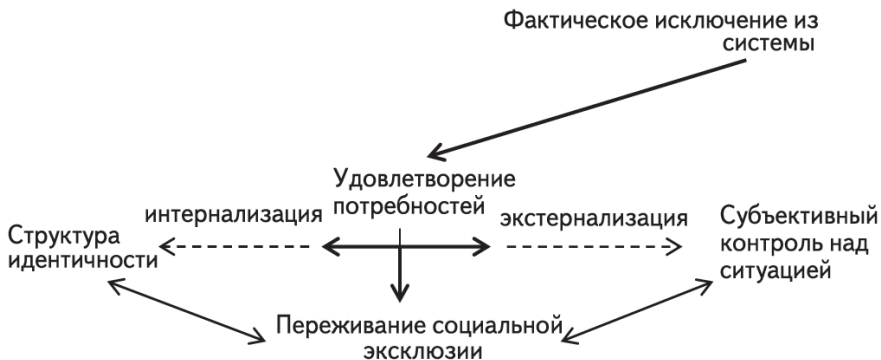 Фактическое исключение из
системы
Удовлетворение
потребностей
интернализация
экстернализация
Структура
идентичности
Субъективный
контроль над
ситуацией
Переживание социальной
эксклюзии